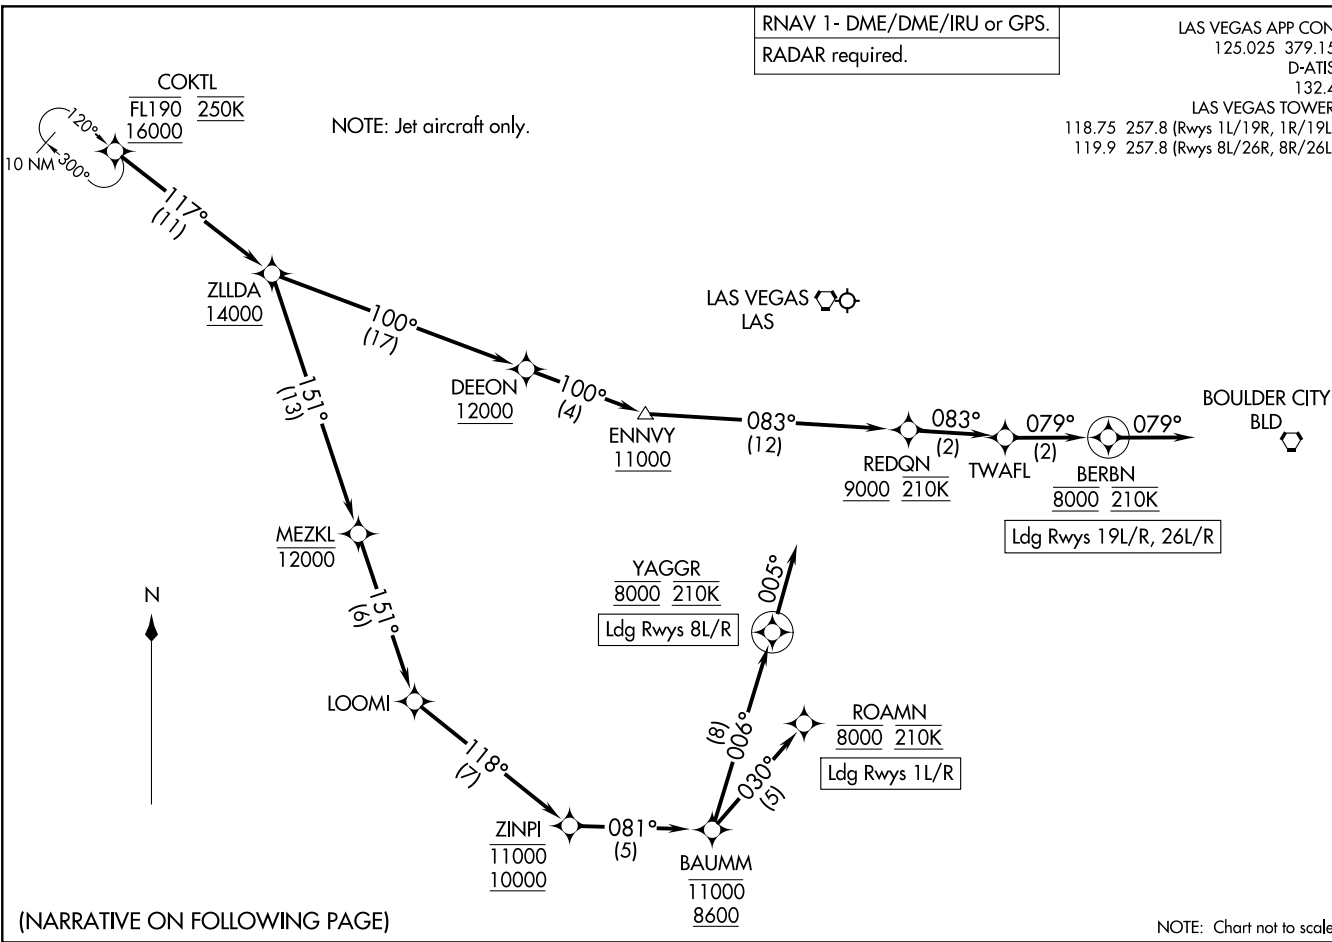 RNAV 1- DME/DME/IRU or GPS.
RADAR required.
LAS VEGAS APP CON
125.025 379.15
D-ATIS
132.4
LAS VEGAS TOWER
118.75 257.8 (Rwys 1L/19R, 1R/19L
119.9 257.8 (Rwys 8L/26R, 8R/26L
COKTL
FL190 250K
16000
NOTE: Jet aircraft only.
120°
300°
10 NM
117°
(11)
ZLLDA
14000
100°
(17)
LAS VEGAS
LAS
DEEON
12000
100°
(4)
ENNVY
11000
083°
(12)
REDQN
9000 210K
083°
(2)
TWAFL
079°
(2)
BERBN
8000 210K
Ldg Rwys 19L/R, 26L/R
079°
BOULDER CITY
BLD
151°
(13)
MEZKL
12000
151°
(6)
LOOMI
118°
(7)
ZINPI
11000
10000
081°
(5)
BAUMM
11000
8600
006°
(8)
YAGGR
8000 210K
Ldg Rwys 8L/R
005°
030°
(5)
ROAMN
8000 210K
Ldg Rwys 1L/R
N
(NARRATIVE ON FOLLOWING PAGE)
NOTE: Chart not to scale